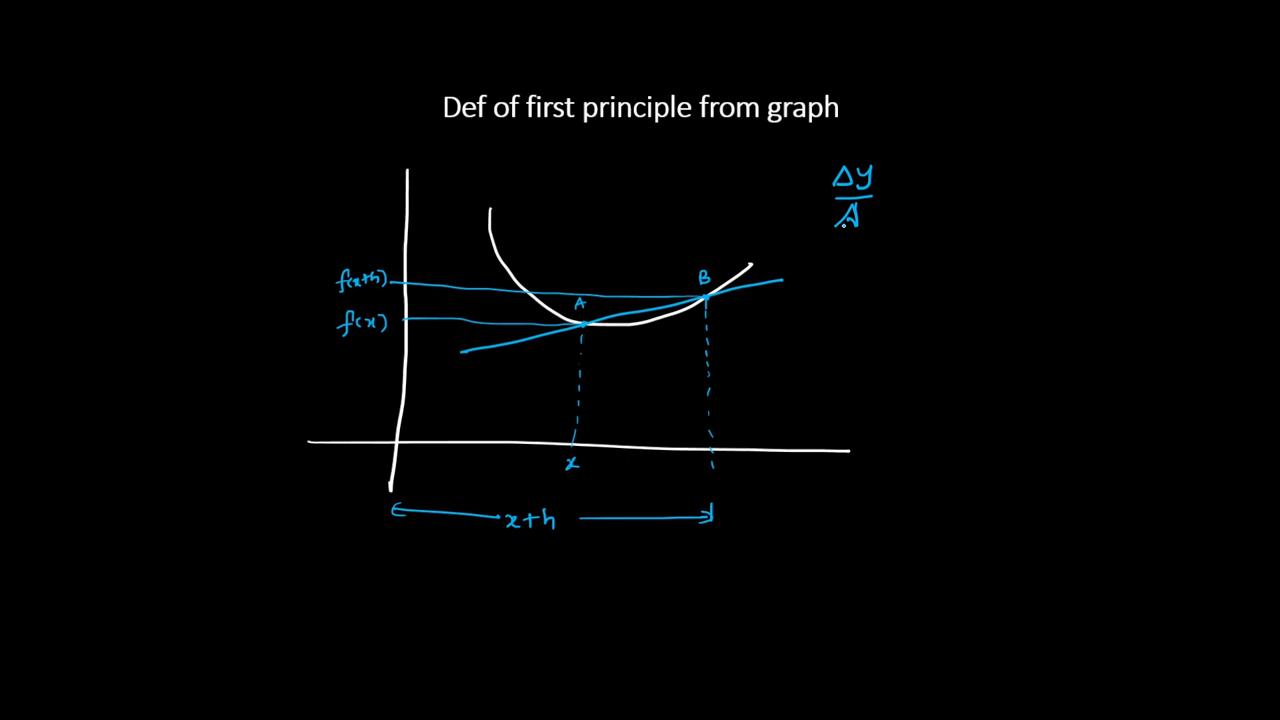 Def of first principle from graph
Δy
Δ
f(x+h)
f(x)
A
B
x
x+h